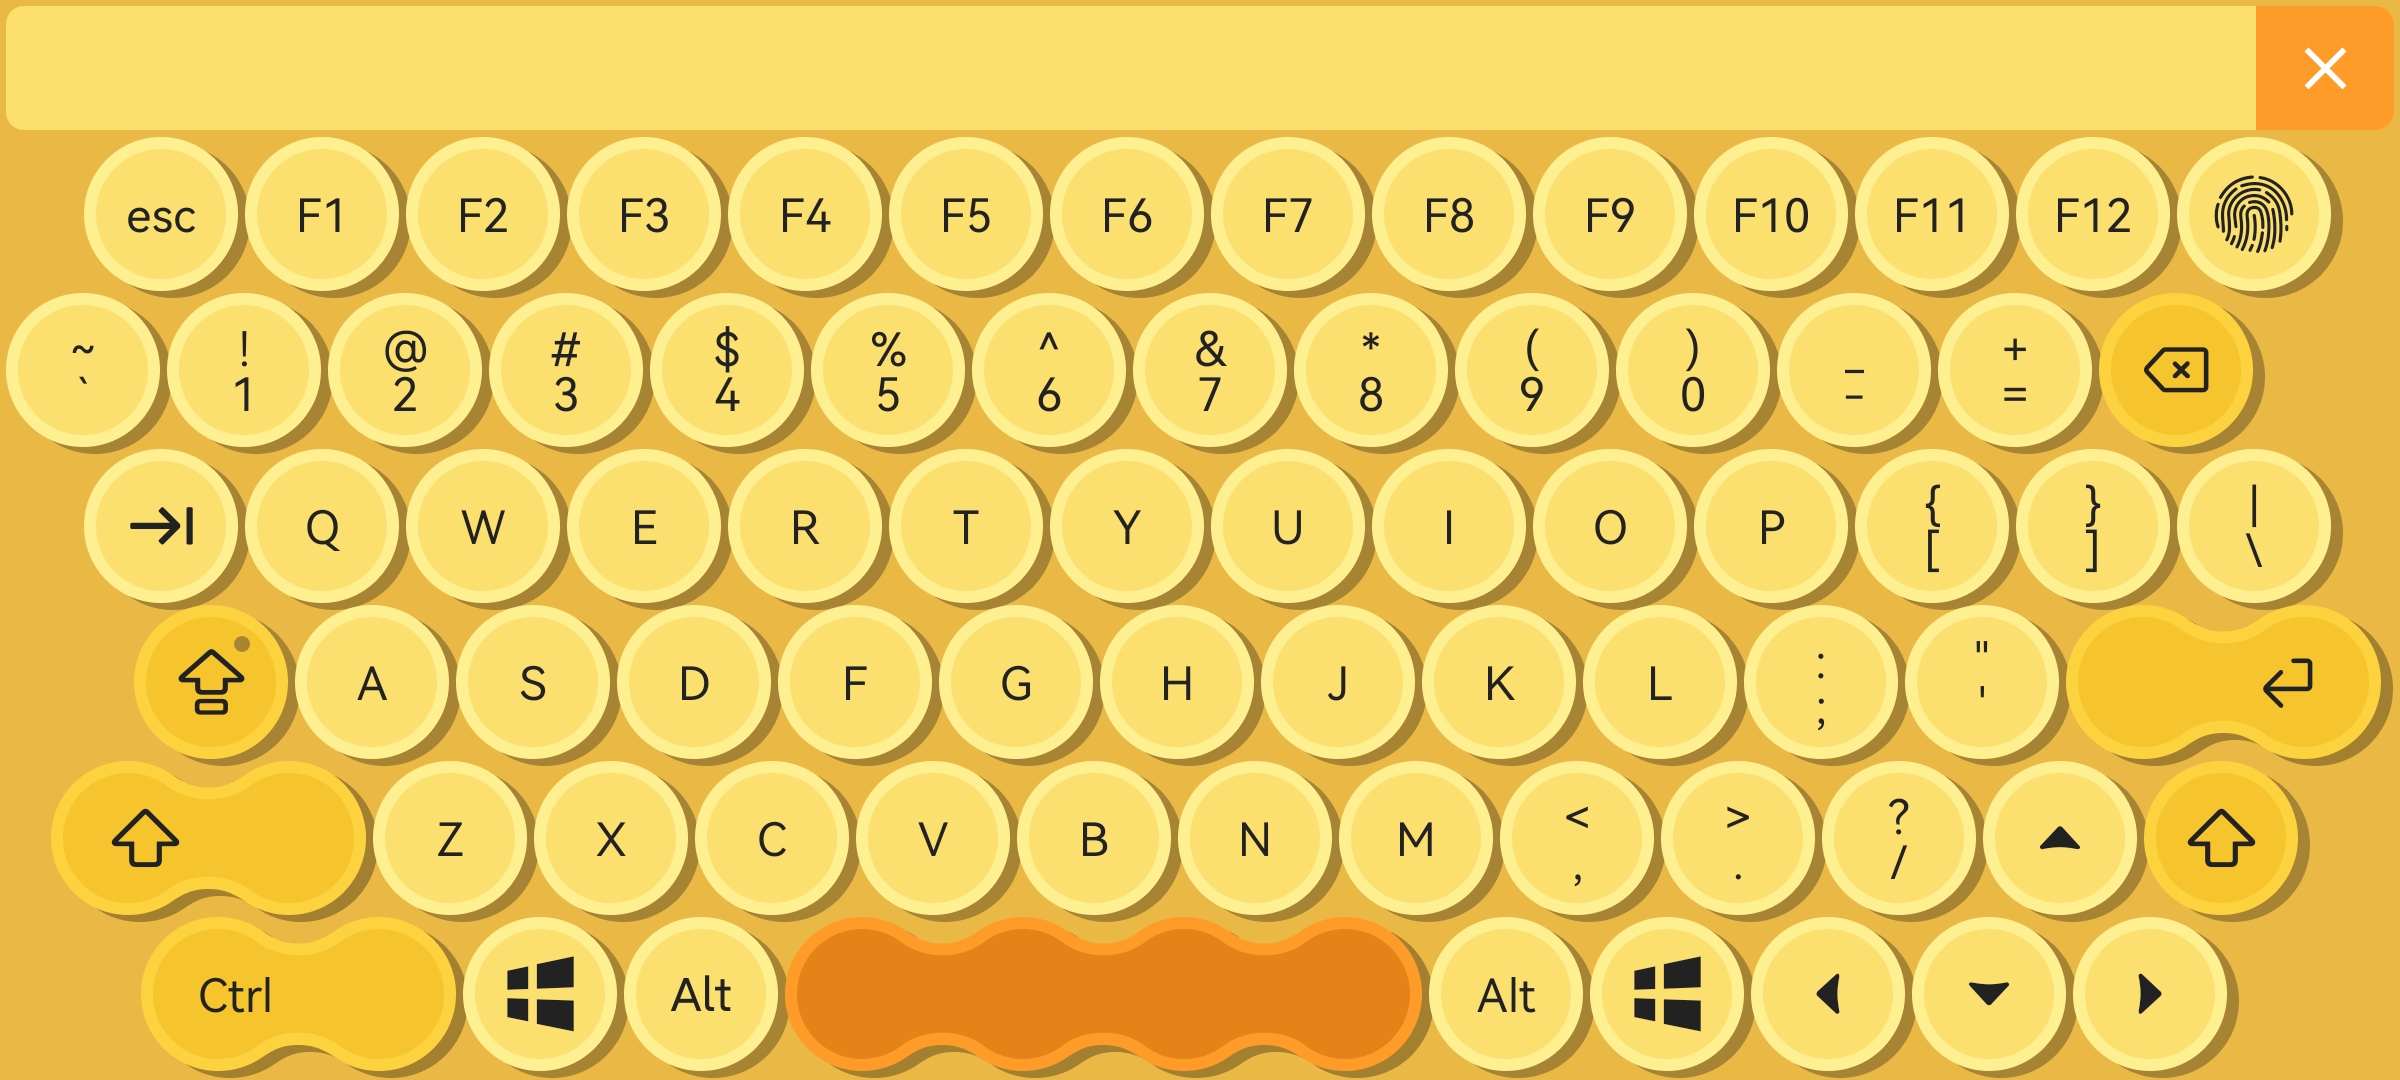 esc F1 F2 F3 F4 F5 F6 F7 F8 F9 F10 F11 F12
~ ! @ # $ % ^ & * ( ) _ +
` 1 2 3 4 5 6 7 8 9 0 - =
Q W E R T Y U I O P { } |
[ ] \
A S D F G H J K L : "
; '
Z X C V B N M < > ?
, . /
Ctrl Alt Alt